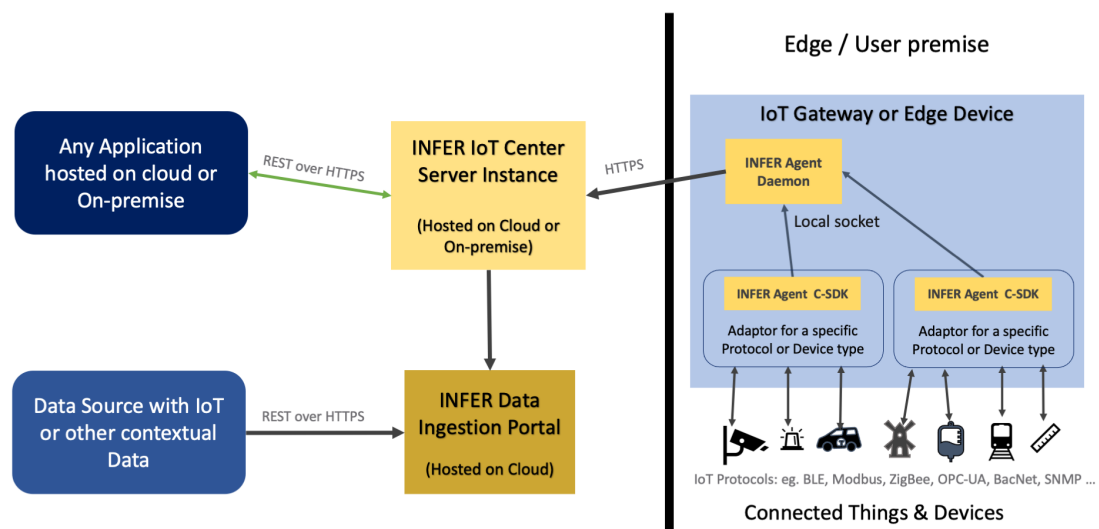 Edge / User premise
IoT Gateway or Edge Device
Any Application
hosted on cloud or
On-premise
REST over HTTPS
INFER IoT Center
Server Instance
(Hosted on Cloud or
On-premise)
HTTPS
INFER Agent
Daemon
Local socket
INFER Agent C-SDK
Adaptor for a specific
Protocol or Device type
INFER Agent C-SDK
Adaptor for a specific
Protocol or Device type
Data Source with IoT
or other contextual
Data
REST over HTTPS
INFER Data
Ingestion Portal
(Hosted on Cloud)
IoT Protocols: eg. BLE, Modbus, ZigBee, OPC-UA, BacNet, SNMP ...
Connected Things & Devices